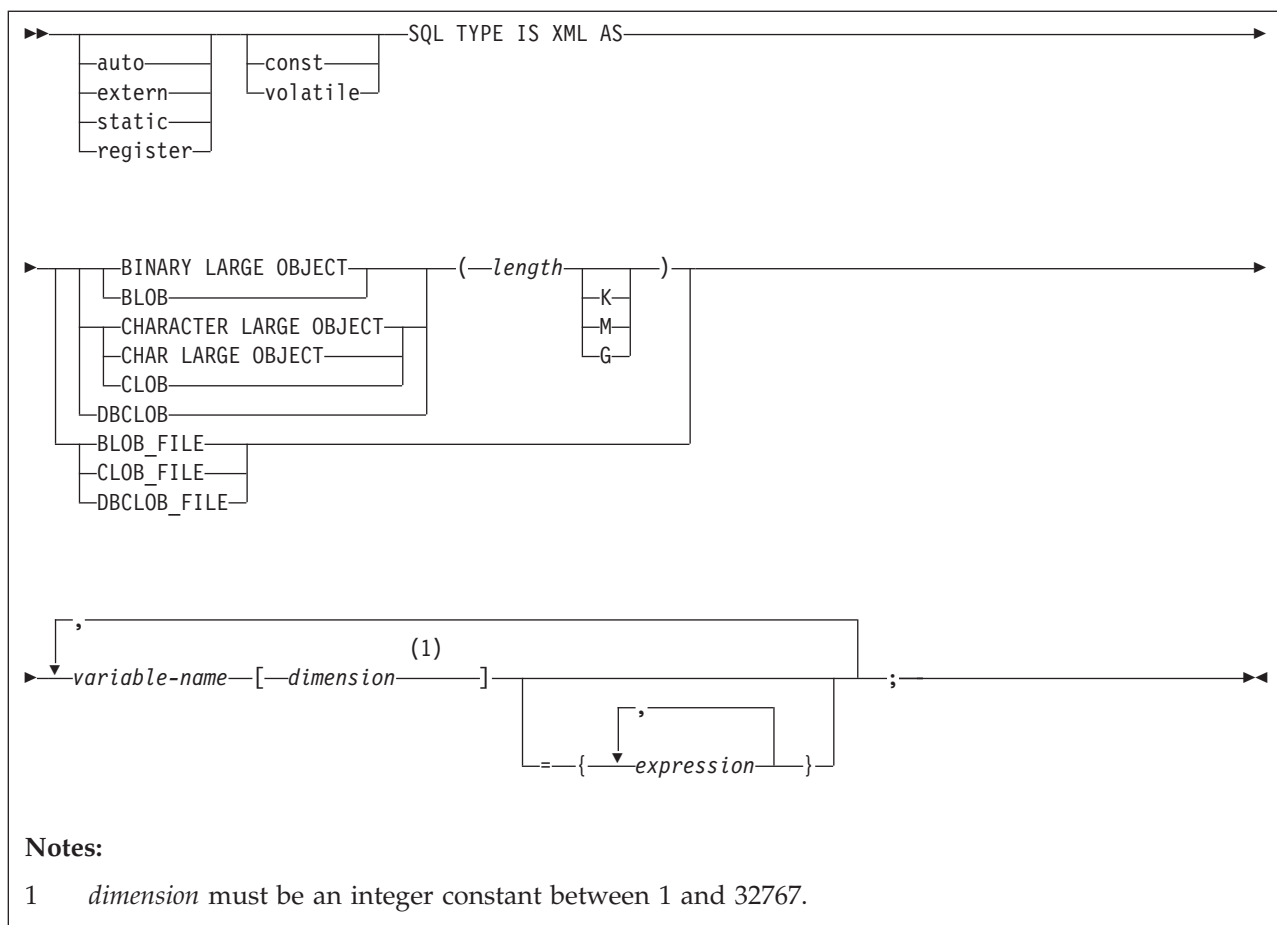 SQL TYPE IS XML AS
auto const
extern volatile
static
register
BINARY LARGE OBJECT ( length )
BLOB K
CHARACTER LARGE OBJECT M
CHAR LARGE OBJECT G
CLOB
DBCLOB
BLOB_FILE
CLOB_FILE
DBCLOB_FILE
,
(1)
variable-name [ dimension ] ;
,
= { expression }
Notes:
1 dimension must be an integer constant between 1 and 32767.